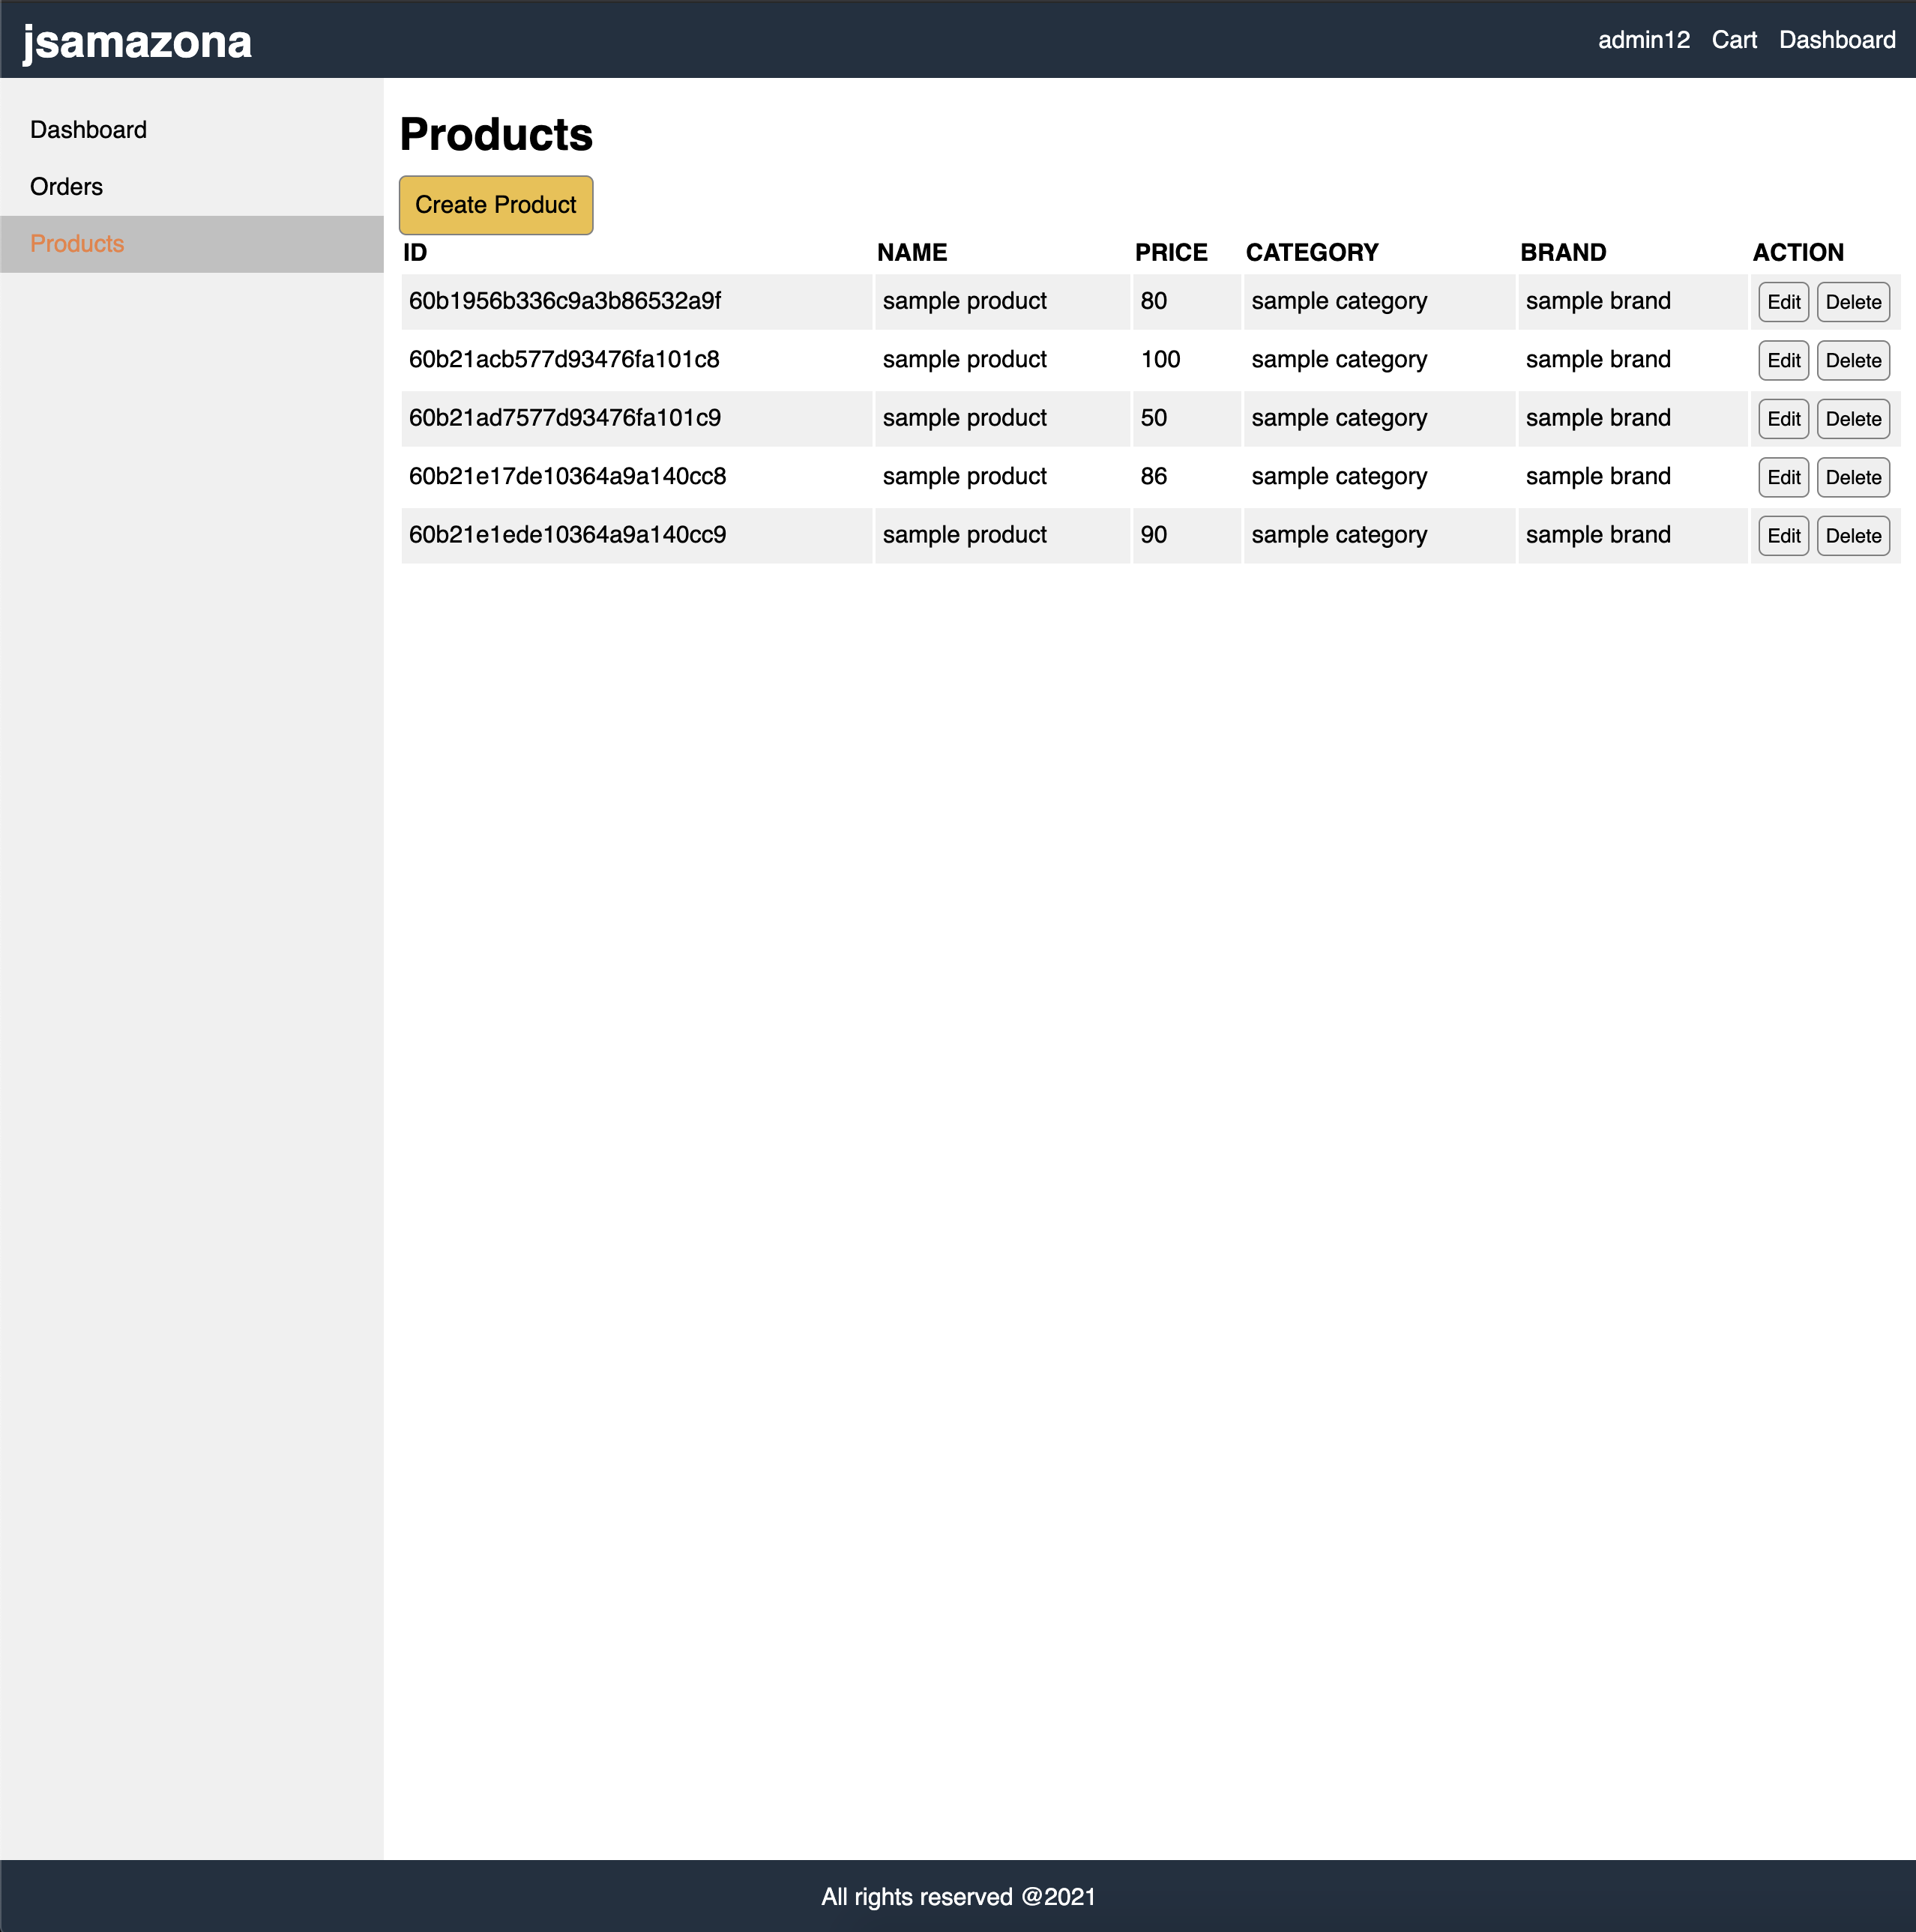 jsamazona
admin12 Cart Dashboard
Dashboard
Orders
Products
Products
Create Product
ID NAME PRICE CATEGORY BRAND ACTION
60b1956b336c9a3b86532a9f sample product 80 sample category sample brand Edit Delete
60b21acb577d93476fa101c8 sample product 100 sample category sample brand Edit Delete
60b21ad7577d93476fa101c9 sample product 50 sample category sample brand Edit Delete
60b21e17de10364a9a140cc8 sample product 86 sample category sample brand Edit Delete
60b21e1ede10364a9a140cc9 sample product 90 sample category sample brand Edit Delete
All rights reserved @2021